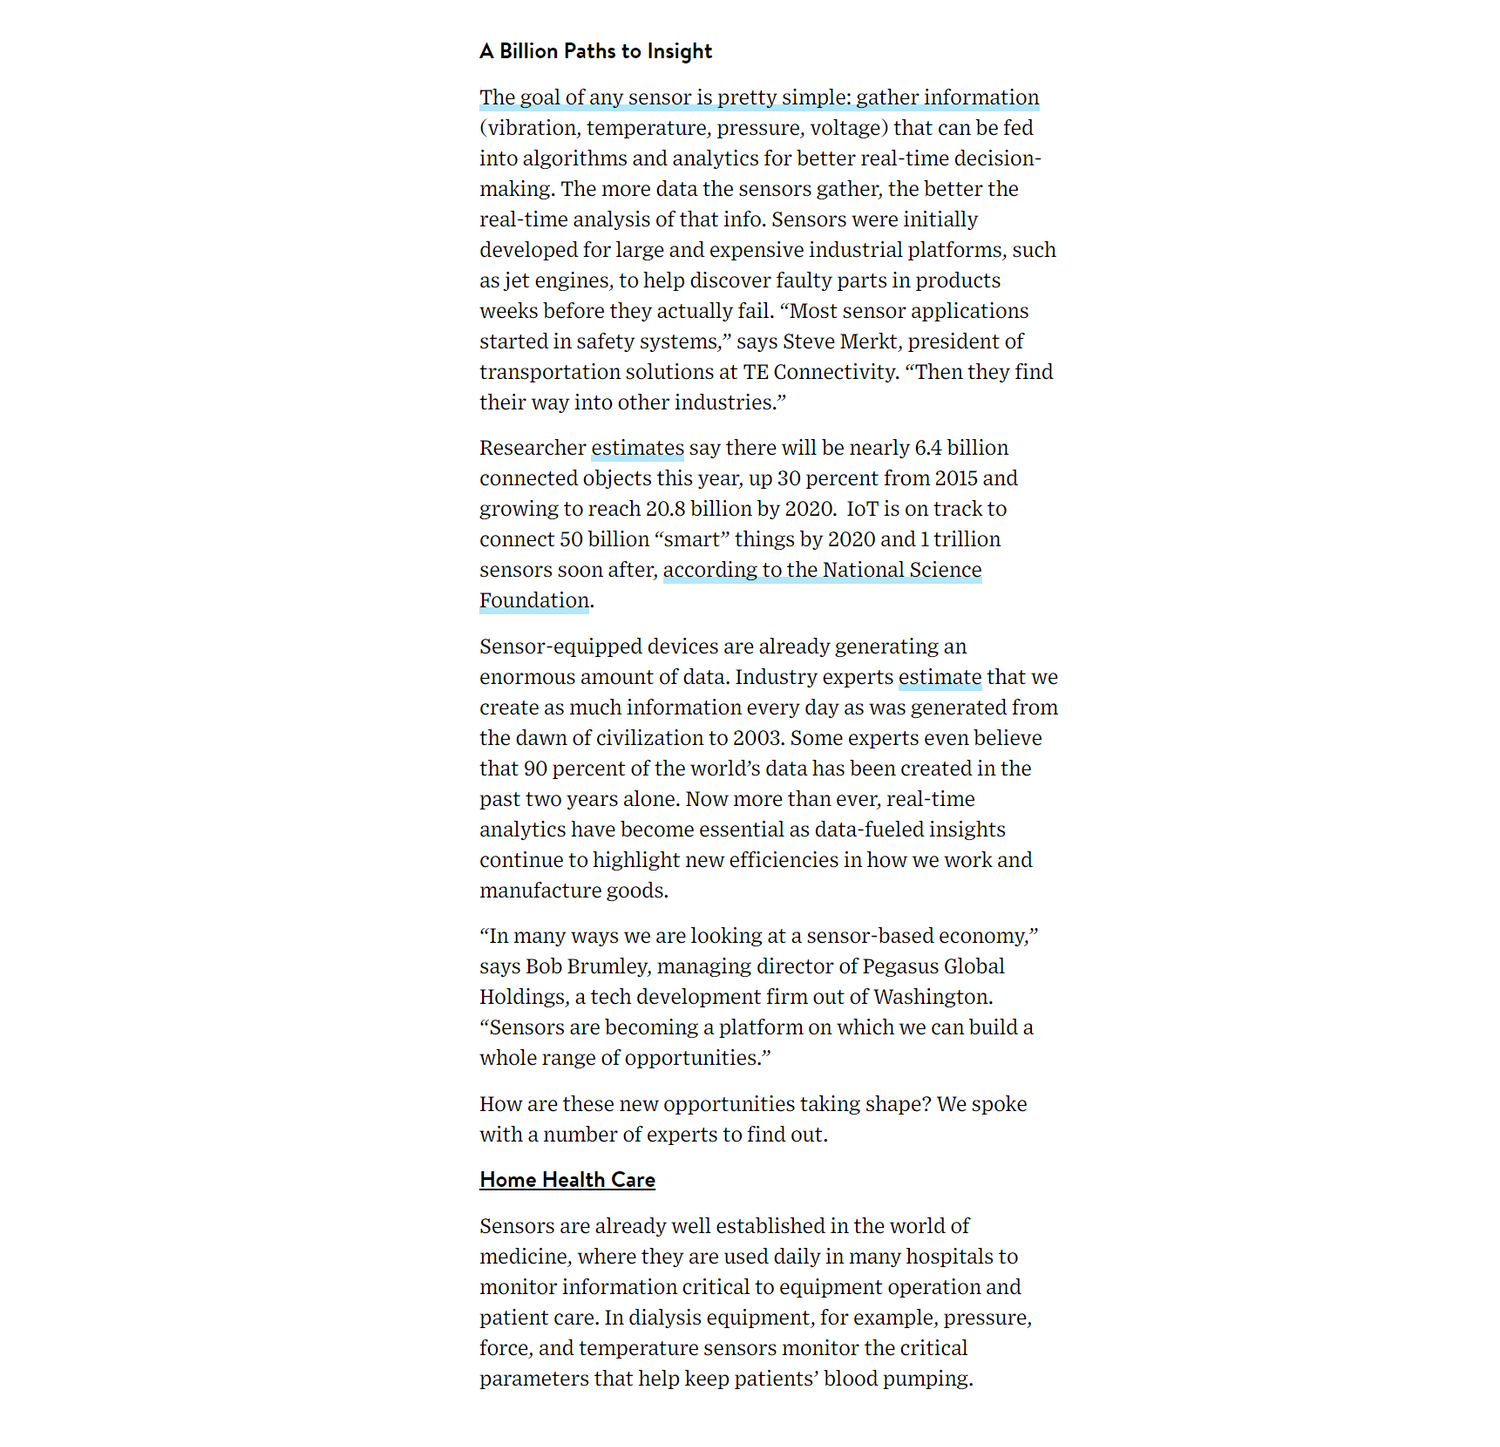 A Billion Paths to Insight
The goal of any sensor is pretty simple: gather information
(vibration, temperature, pressure, voltage) that can be fed
into algorithms and analytics for better real-time decision-
making. The more data the sensors gather, the better the
real-time analysis of that info. Sensors were initially
developed for large and expensive industrial platforms, such
as jet engines, to help discover faulty parts in products
weeks before they actually fail. “Most sensor applications
started in safety systems,” says Steve Merkt, president of
transportation solutions at TE Connectivity. “Then they find
their way into other industries.”
Researcher estimates say there will be nearly 6.4 billion
connected objects this year, up 30 percent from 2015 and
growing to reach 20.8 billion by 2020.  IoT is on track to
connect 50 billion “smart” things by 2020 and 1 trillion
sensors soon after, according to the National Science
Foundation.
Sensor-equipped devices are already generating an
enormous amount of data. Industry experts estimate that we
create as much information every day as was generated from
the dawn of civilization to 2003. Some experts even believe
that 90 percent of the world’s data has been created in the
past two years alone. Now more than ever, real-time
analytics have become essential as data-fueled insights
continue to highlight new efficiencies in how we work and
manufacture goods.
“In many ways we are looking at a sensor-based economy,”
says Bob Brumley, managing director of Pegasus Global
Holdings, a tech development firm out of Washington.
“Sensors are becoming a platform on which we can build a
whole range of opportunities.”
How are these new opportunities taking shape? We spoke
with a number of experts to find out.
Home Health Care
Sensors are already well established in the world of
medicine, where they are used daily in many hospitals to
monitor information critical to equipment operation and
patient care. In dialysis equipment, for example, pressure,
force, and temperature sensors monitor the critical
parameters that help keep patients’ blood pumping.